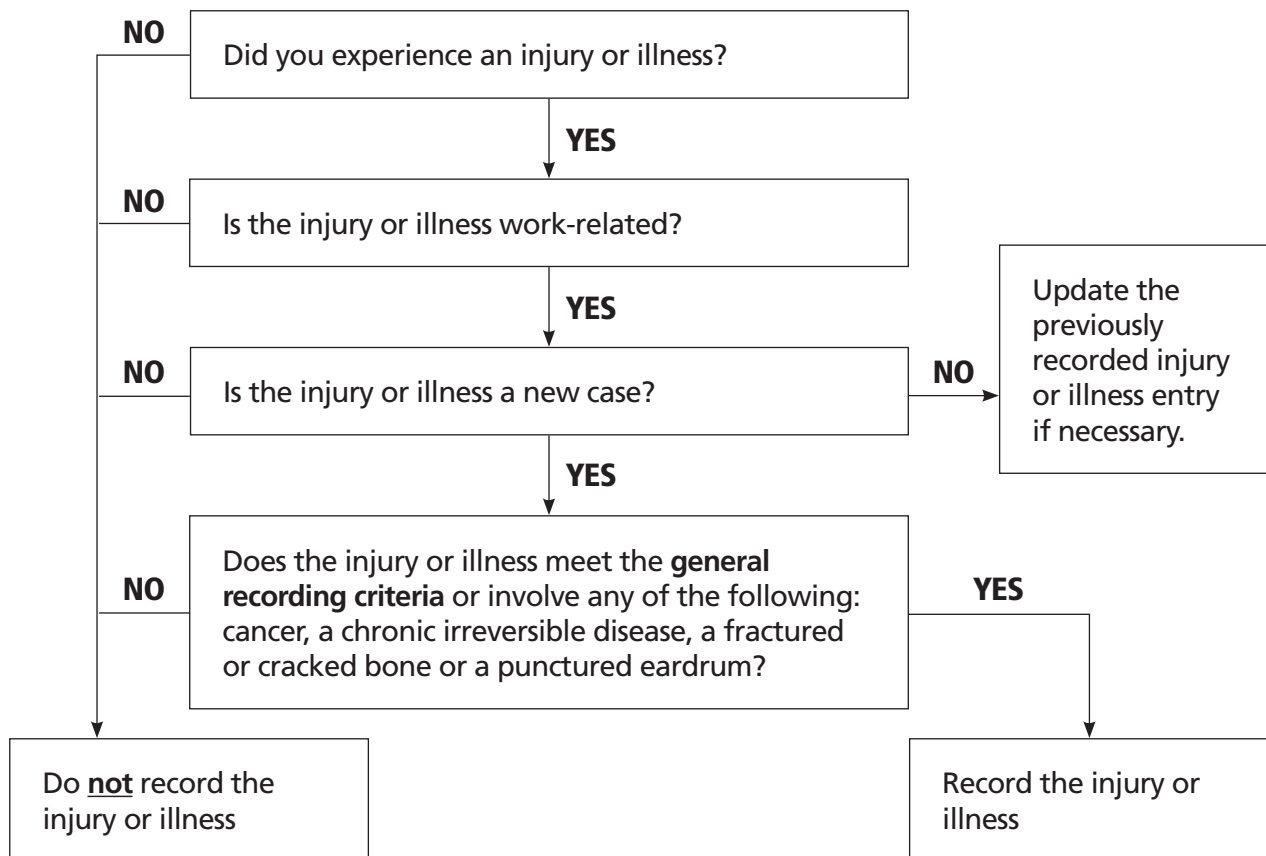 NO
Did you experience an injury or illness?
YES
NO
Is the injury or illness work-related?
YES
NO
Is the injury or illness a new case?
NO
Update the
previously
recorded injury
or illness entry
if necessary.
YES
NO
Does the injury or illness meet the general
recording criteria or involve any of the following:
cancer, a chronic irreversible disease, a fractured
or cracked bone or a punctured eardrum?
YES
Do not record the
injury or illness
Record the injury or
illness